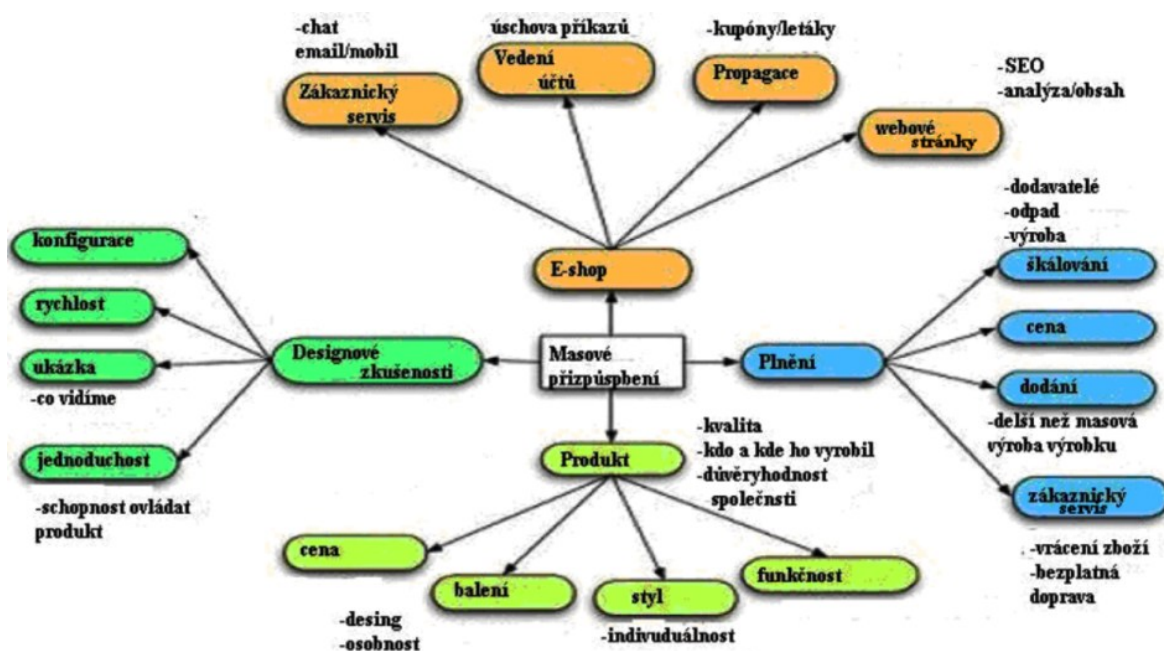 -chat
email/mobil
Zákaznický
servis
úschova příkazů
Vedení
účtů
-kupóny/letáky
Propagace
-SEO
-analýza/obsah
webové
stránky
E-shop
konfigurace
rychlost
ukázka
-co vidíme
jednoduchost
-schopnost ovládat
produkt
Designové
zkušenosti
Masové
přizpůspbení
Plnění
-dodavatelé
-odpad
-výroba
škálování
cena
dodání
-delší než masová
výroba výrobku
zákaznický
servis
-vrácení zboží
-bezplatná
doprava
Produkt
-kvalita
-kdo a kde ho vyrobil
-důvěryhodnost
společnsti
cena
balení
-desing
-osobnost
styl
-indivuduálnost
funkčnost